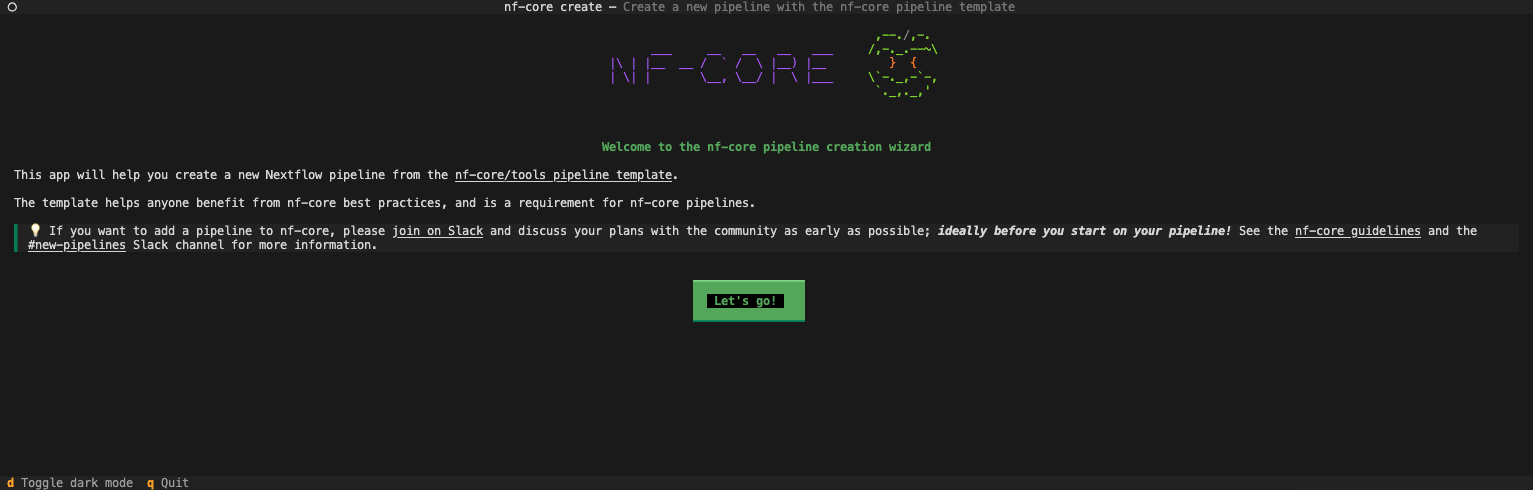 nf-core create — Create a new pipeline with the nf-core pipeline template
NF-CORE
Welcome to the nf-core pipeline creation wizard
This app will help you create a new Nextflow pipeline from the nf-core/tools pipeline template.
The template helps anyone benefit from nf-core best practices, and is a requirement for nf-core pipelines.
💡 If you want to add a pipeline to nf-core, please join on Slack and discuss your plans with the community as early as possible; ideally before you start on your pipeline! See the nf-core guidelines and the
#new-pipelines Slack channel for more information.
Let's go!
d Toggle dark mode q Quit